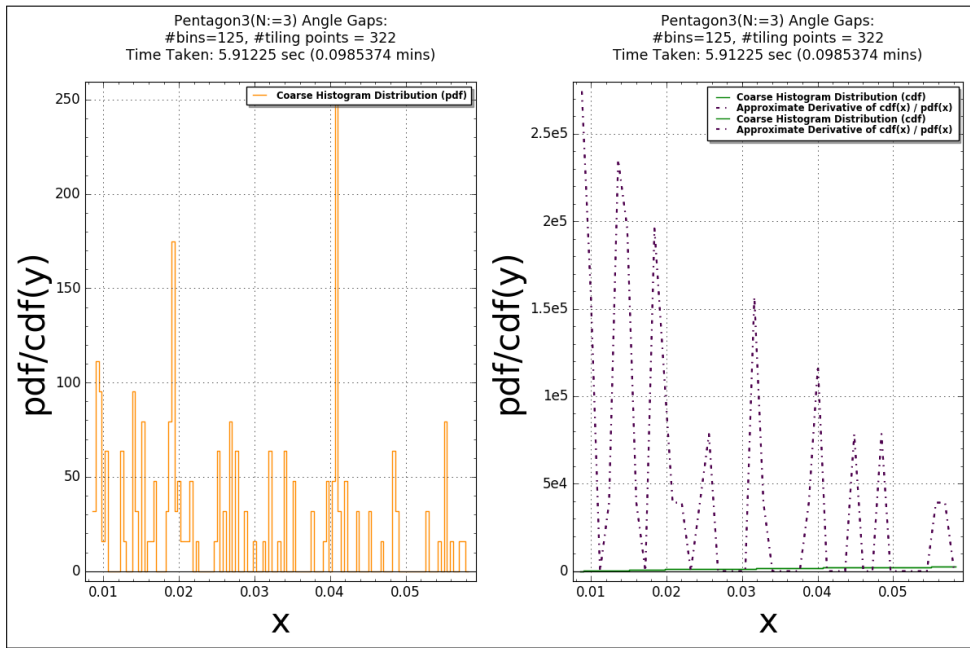 Pentagon3(N:=3) Angle Gaps:
#bins=125, #tiling points = 322
Time Taken: 5.91225 sec (0.0985374 mins)
Coarse Histogram Distribution (pdf)
250
200
150
100
50
0
pdf/cdf(y)
0.01 0.02 0.03 0.04 0.05
x
Pentagon3(N:=3) Angle Gaps:
#bins=125, #tiling points = 322
Time Taken: 5.91225 sec (0.0985374 mins)
Coarse Histogram Distribution (cdf)
Approximate Derivative of cdf(x) / pdf(x)
Coarse Histogram Distribution (cdf)
Approximate Derivative of cdf(x) / pdf(x)
2.5e5
2e5
1.5e5
1e5
5e4
0
pdf/cdf(y)
0.01 0.02 0.03 0.04 0.05
x